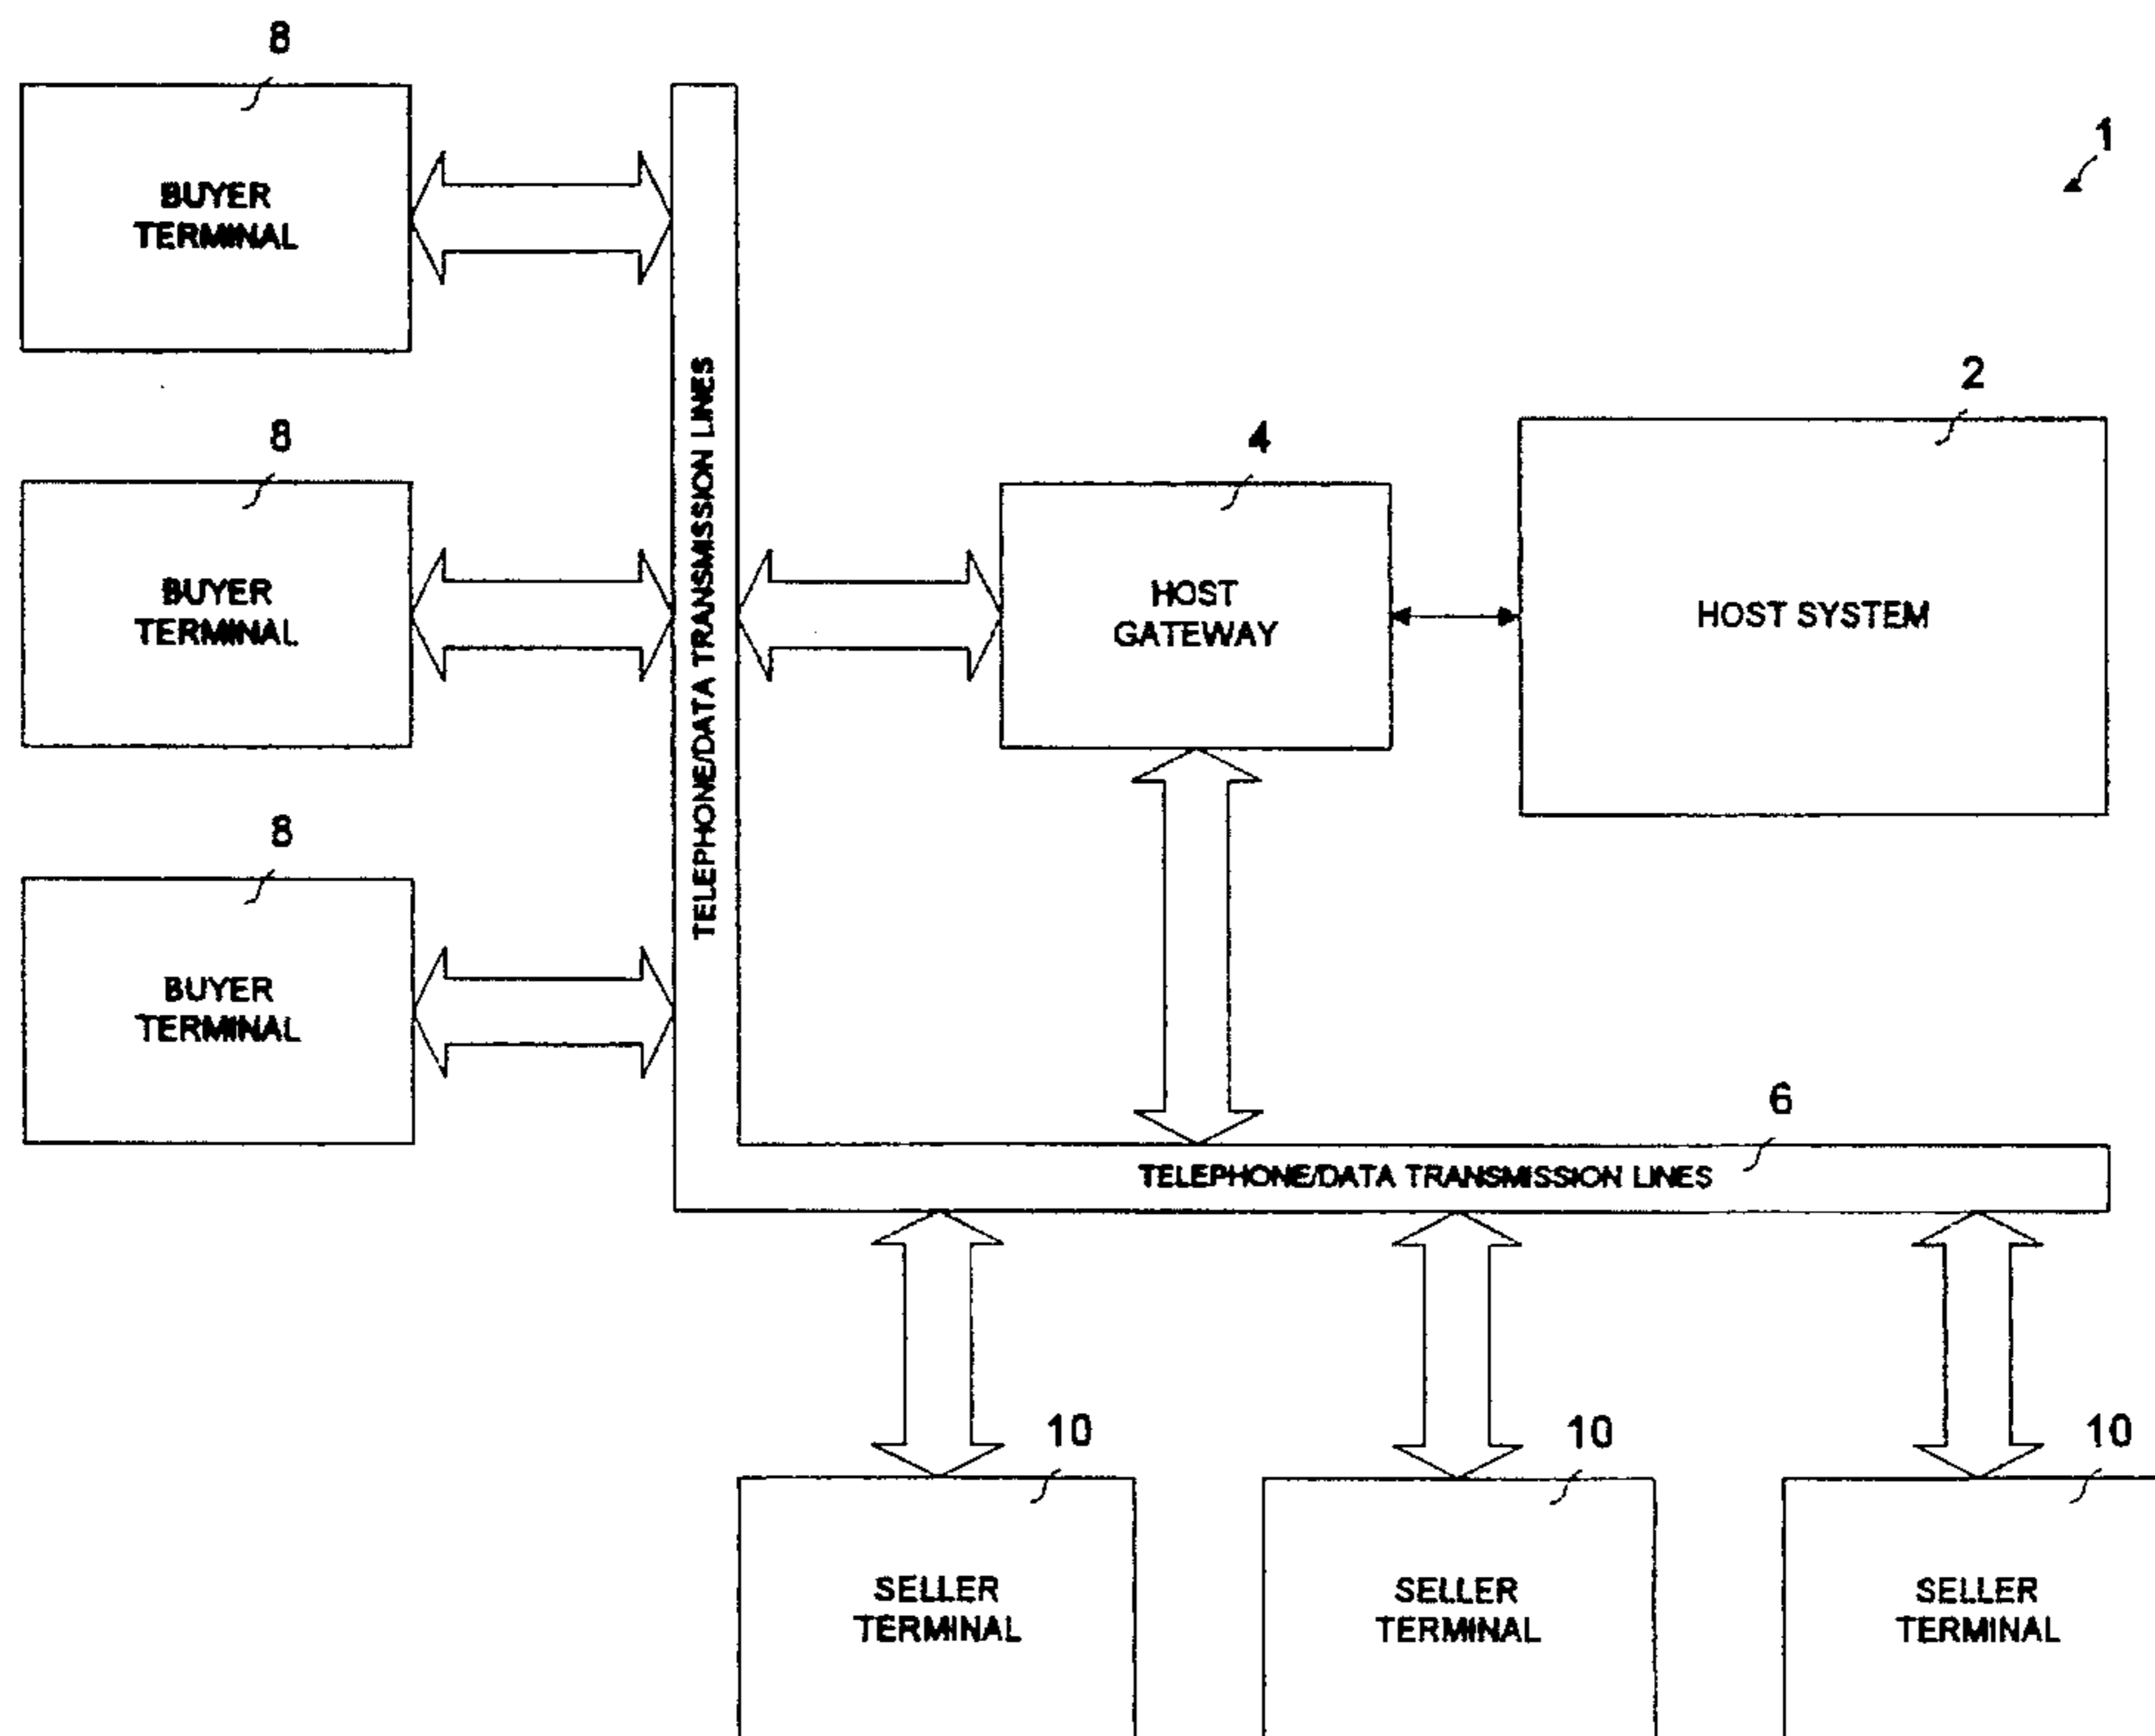 8
BUYER
TERMINAL
1
2
8
4
BUYER
TERMINAL
TELEPHONE/DATA TRANSMISSION LINES
HOST
GATEWAY
HOST SYSTEM
8
BUYER
TERMINAL
6
TELEPHONE/DATA TRANSMISSION LINES
10
10
10
SELLER
TERMINAL
SELLER
TERMINAL
SELLER
TERMINAL